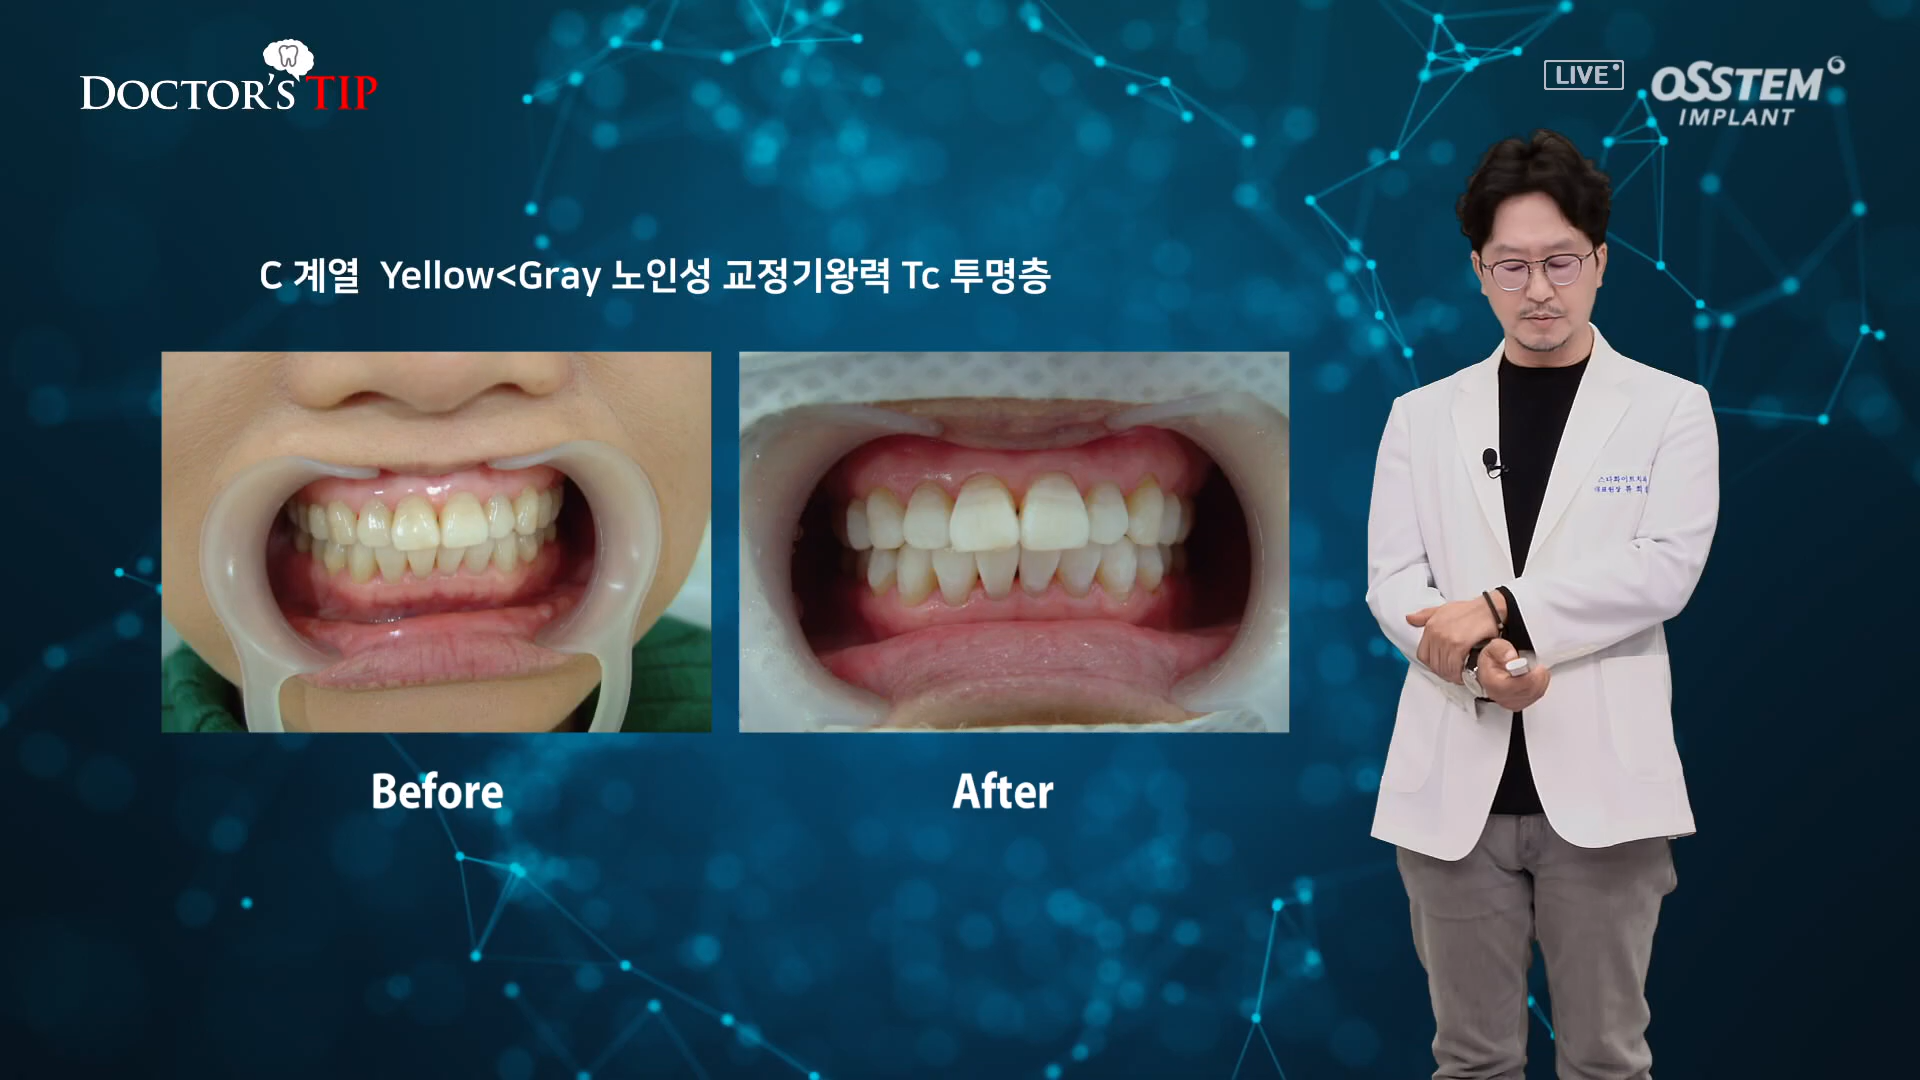 DOCTOR'S TIP
LIVE
OSSTEM
IMPLANT
C 계열 Yellow<Gray 노인성 교정기왕력 Tc 투명층
Before
After